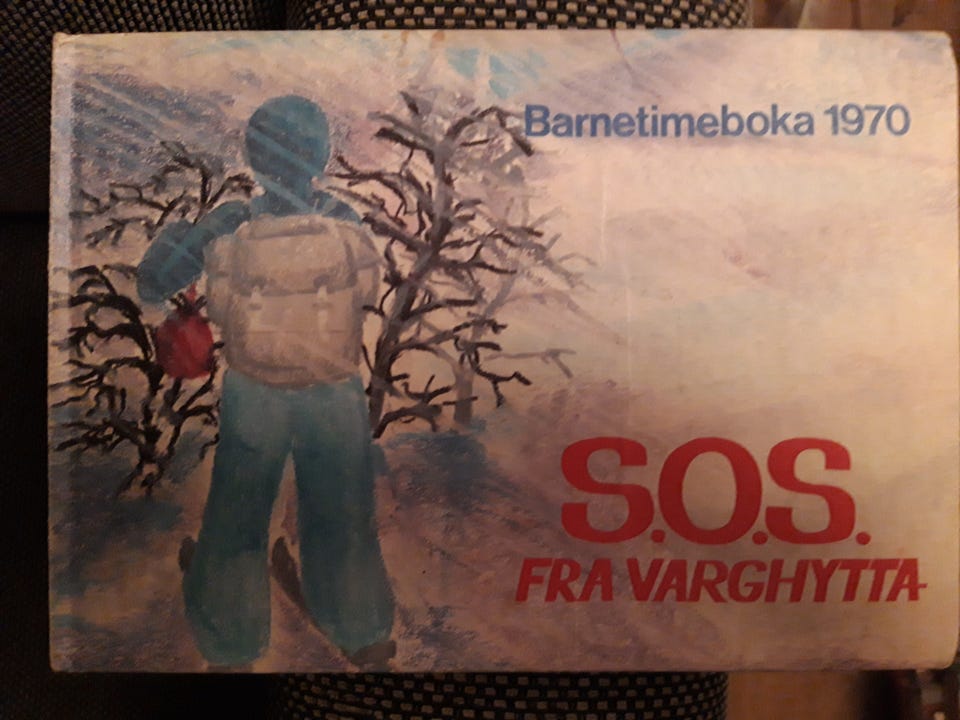 Barnetimeboka 1970
S.O.S.
FRA VARGHYTTA